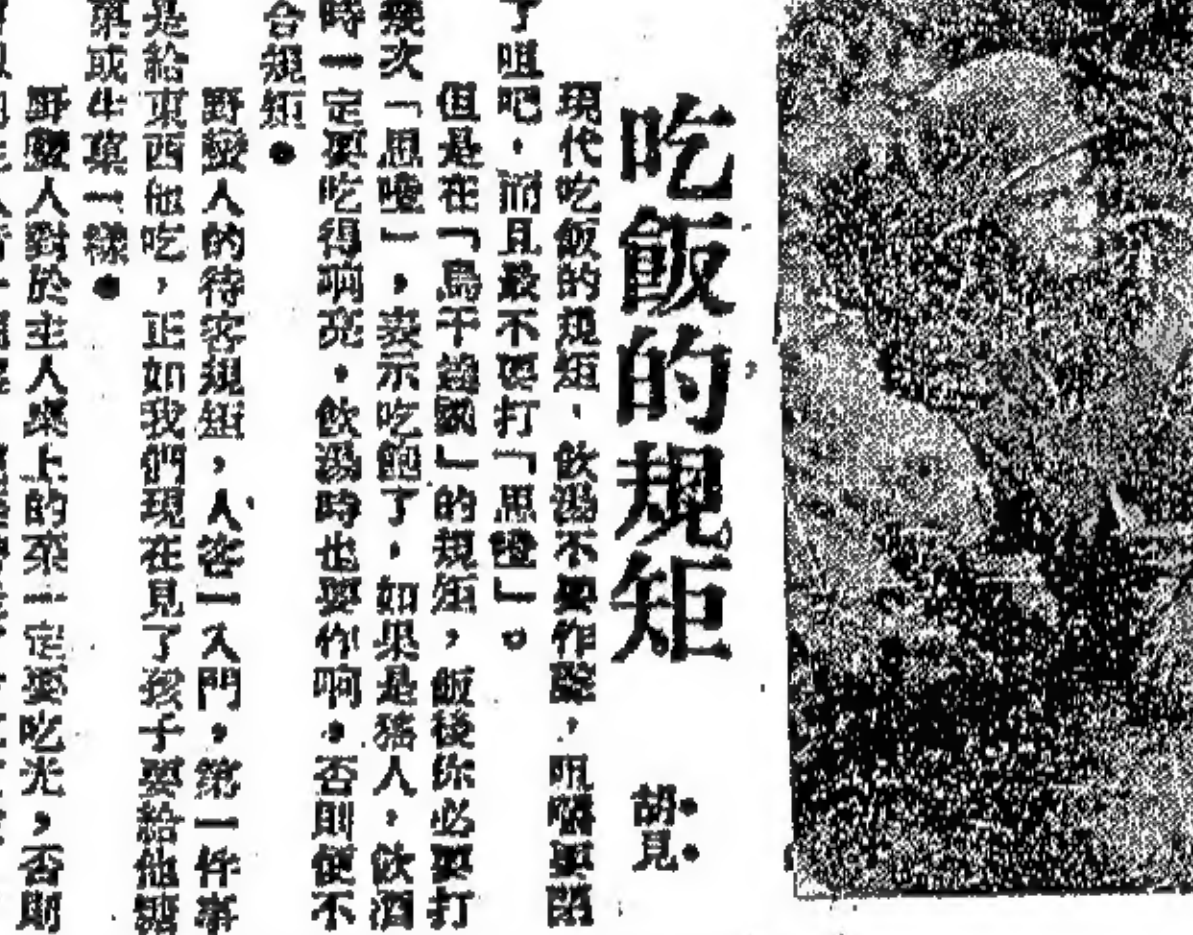 吃飯的規矩
胡見
現代吃飯的規矩，飲湯不要作聲，咀嚼要閉
了咀吧，而且最不要打「思噎」。
但是在「烏干達」的規矩，飯後你必要打
幾次「思噎」，表示吃飽了，如果是猺人，飲酒
時一定要吃得啊亮，飲湯時也要作啊，否則便不
合規矩。
野蠻人的待客規矩，人客一入門，第一件事
是給東西他吃，正如我們現在見了孩子要給他糖
菓或生菓一樣。
野蠻人對於主人桌上的菜一定要吃光，否則